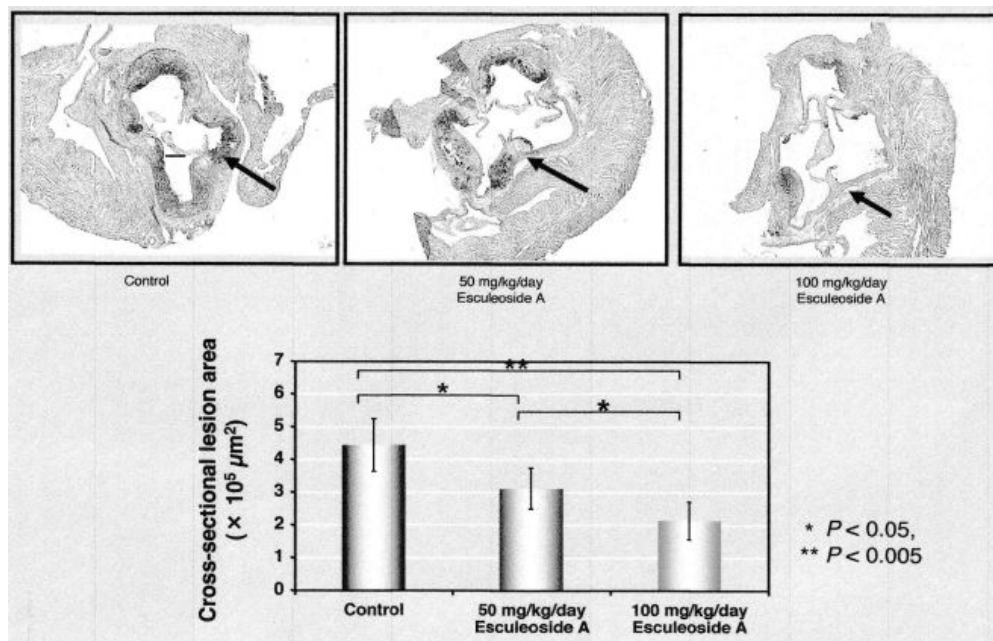 Control
50 mg/kg/day
Esculeoside A
100 mg/kg/day
Esculeoside A
Cross-sectional lesion area
(× 10⁵ µm²)
7
6
5
4
3
2
1
0
**
*
*
Control
50 mg/kg/day
Esculeoside A
100 mg/kg/day
Esculeoside A
* P < 0.05,
** P < 0.005